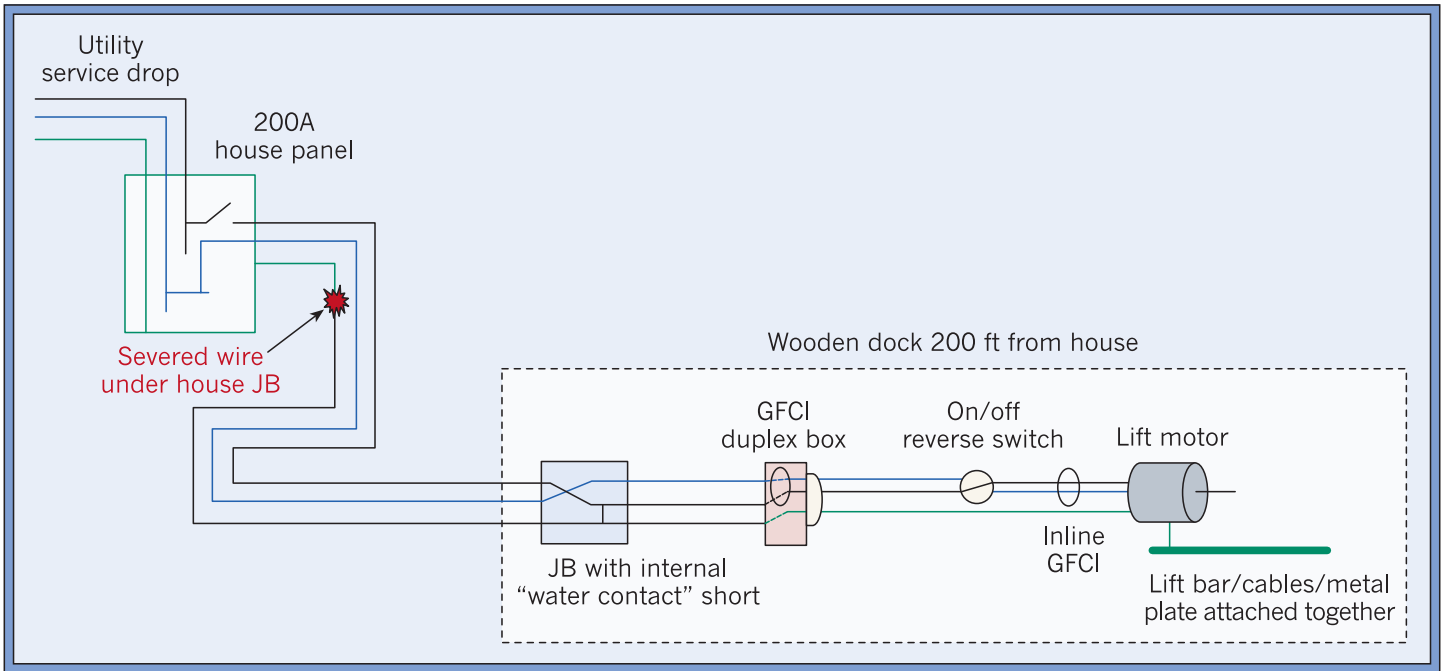 Utility
service drop
200A
house panel
Severed wire
under house JB
Wooden dock 200 ft from house
GFCI
duplex box
On/off
reverse switch
Lift motor
JB with internal
“water contact” short
Inline
GFCI
Lift bar/cables/metal
plate attached together